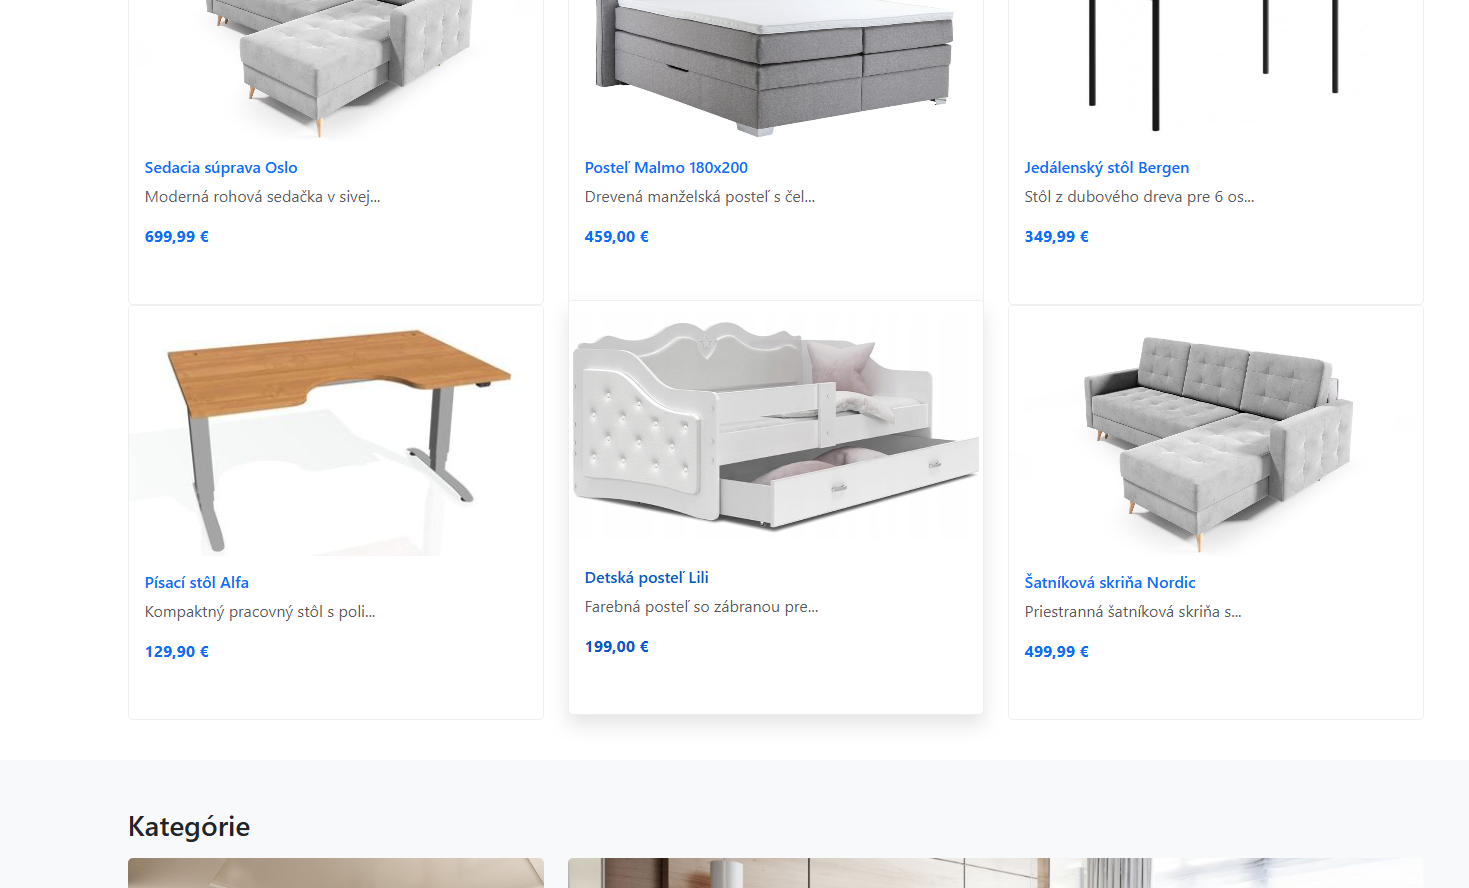 Sedacia súprava Oslo
Moderná rohová sedačka v sivej...
699,99 €
Posteľ Malmo 180x200
Drevená manželská posteľ s čel...
459,00 €
Jedálenský stôl Bergen
Stôl z dubového dreva pre 6 os...
349,99 €
Písací stôl Alfa
Kompaktný pracovný stôl s poli...
129,90 €
Detská posteľ Lili
Farebná posteľ so zábranou pre...
199,00 €
Šatníková skriňa Nordic
Priestranná šatníková skriňa s...
499,99 €
Kategórie